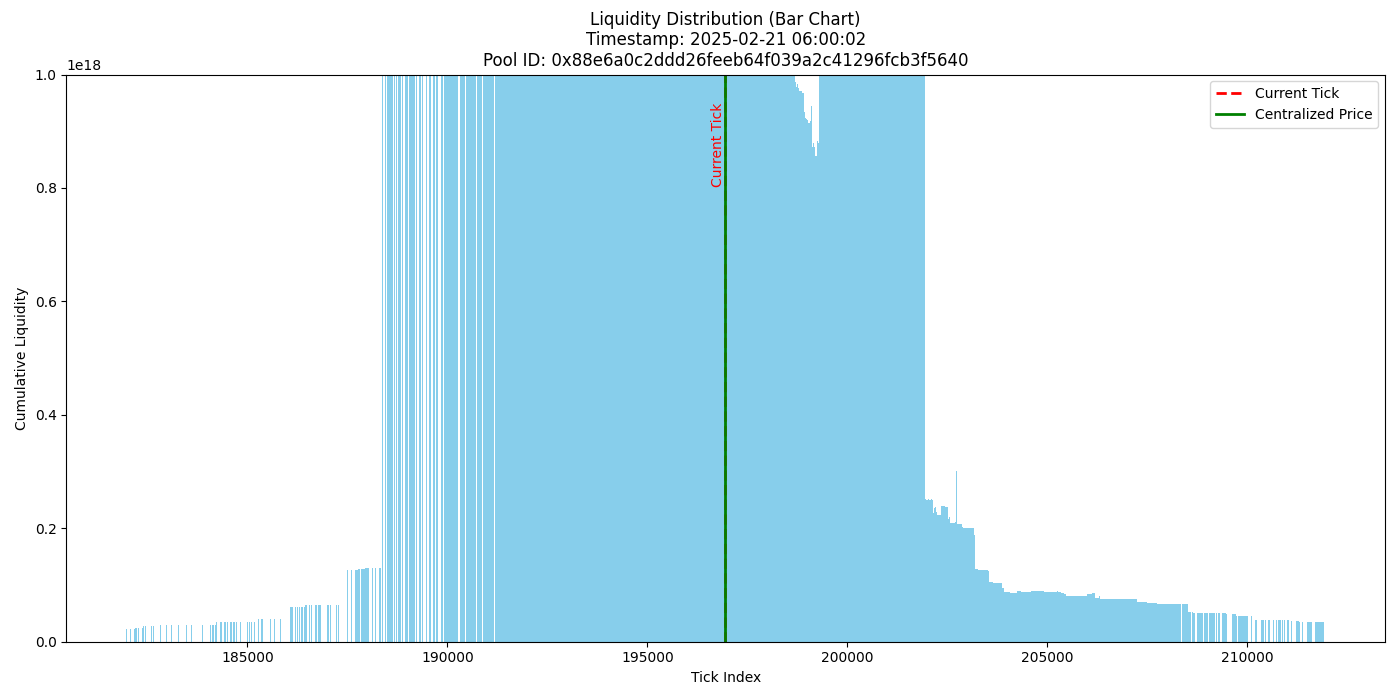 Liquidity Distribution (Bar Chart)
Timestamp: 2025-02-21 06:00:02
Pool ID: 0x88e6a0c2ddd26feeb64f039a2c41296fcb3f5640
1e18
1.0
0.8
0.6
0.4
0.2
0.0
Cumulative Liquidity
Current Tick
Current Tick
Centralized Price
185000
190000
195000
200000
205000
210000
Tick Index